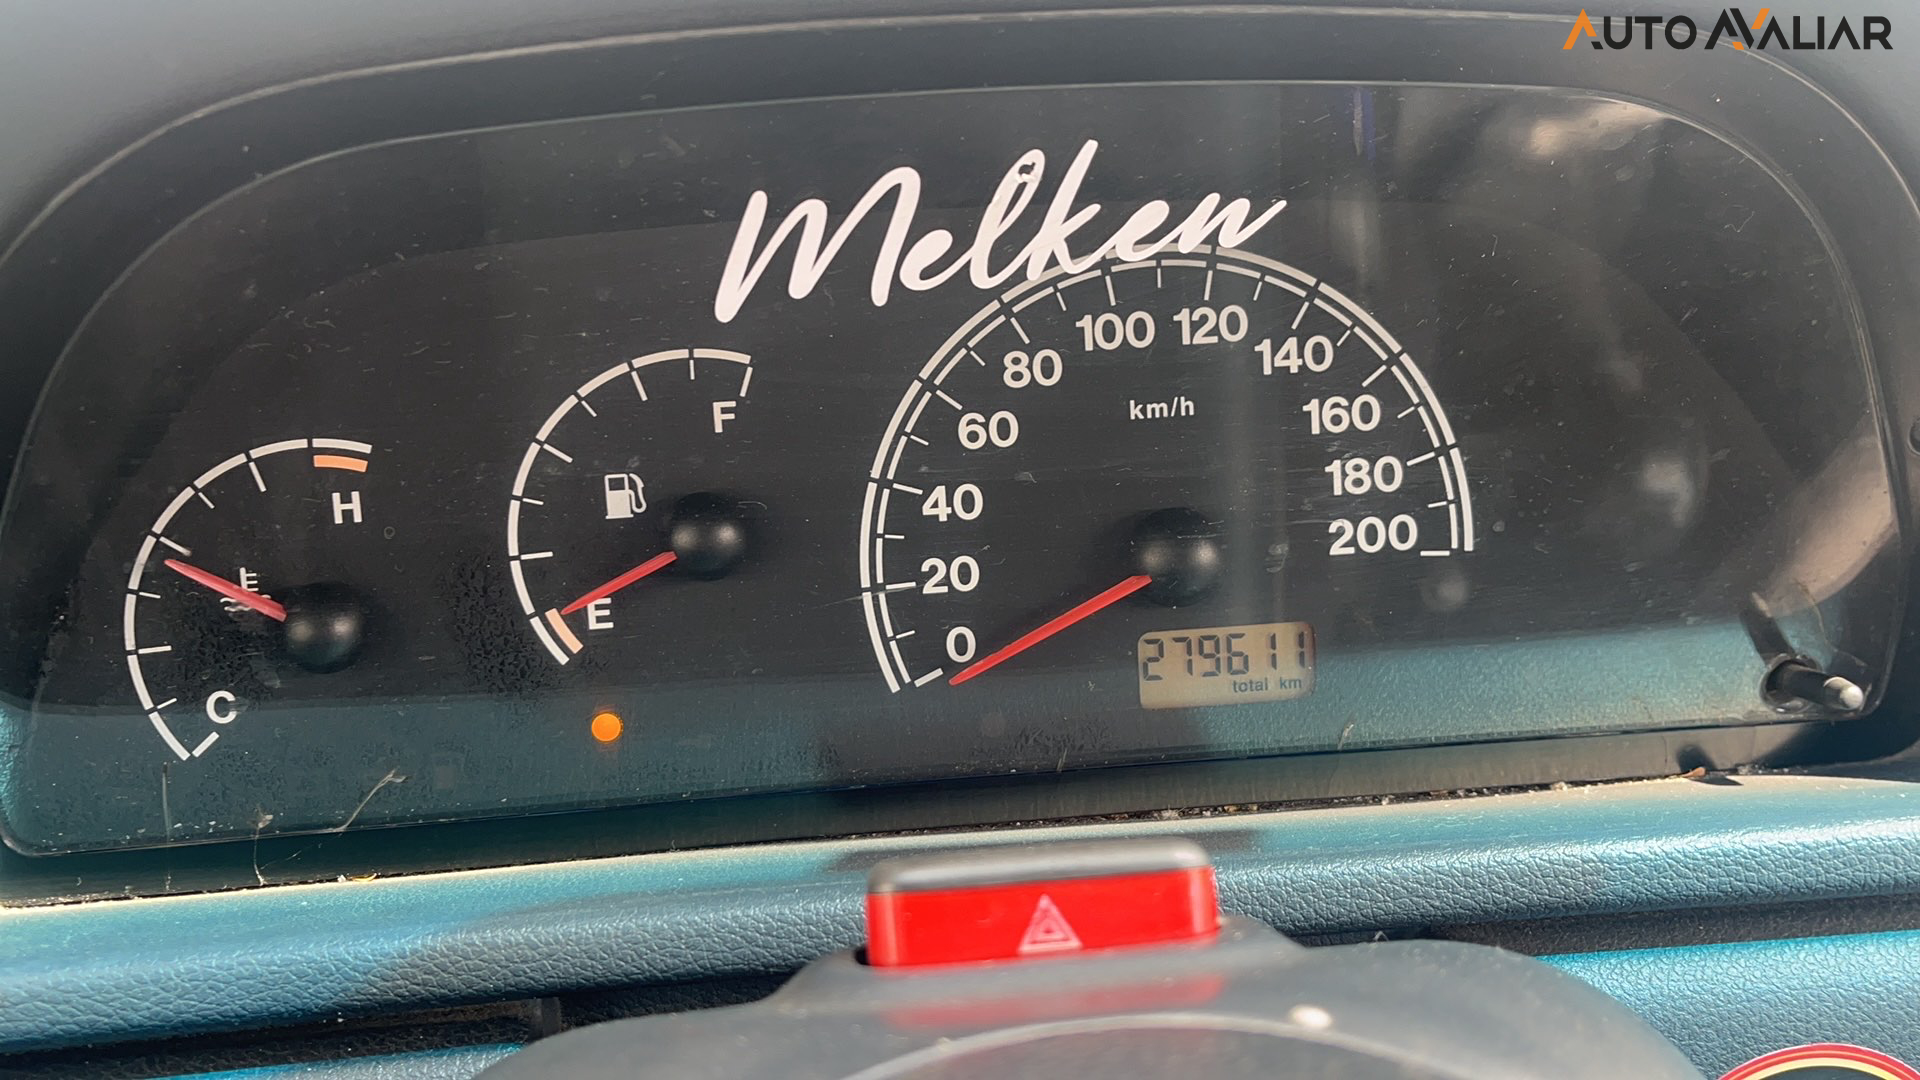 AUTO AVALIAR
Melken
100 120
80 140
km/h
F 60 160
180
H 40
200
20
E 0
279611
total km
C